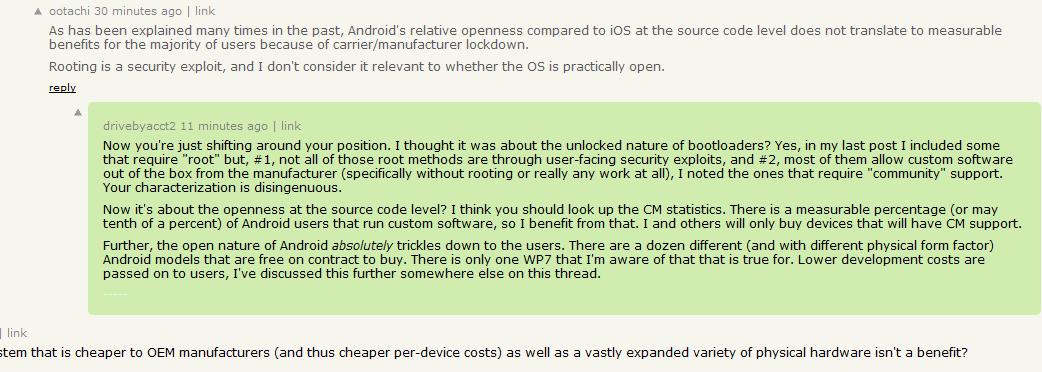 ootachi 30 minutes ago | link
As has been explained many times in the past, Android's relative openness compared to iOS at the source code level does not translate to measurable
benefits for the majority of users because of carrier/manufacturer lockdown.
Rooting is a security exploit, and I don't consider it relevant to whether the OS is practically open.
reply
drivebyacct2 11 minutes ago | link
Now you're just shifting around your position. I thought it was about the unlocked nature of bootloaders? Yes, in my last post I included some
that require "root" but, #1, not all of those root methods are through user-facing security exploits, and #2, most of them allow custom software
out of the box from the manufacturer (specifically without rooting or really any work at all), I noted the ones that require "community" support.
Your characterization is disingenuous.
Now it's about the openness at the source code level? I think you should look up the CM statistics. There is a measurable percentage (or may
tenth of a percent) of Android users that run custom software, so I benefit from that. I and others will only buy devices that will have CM support.
Further, the open nature of Android absolutely trickles down to the users. There are a dozen different (and with different physical form factor)
Android models that are free on contract to buy. There is only one WP7 that I'm aware of that that is true for. Lower development costs are
passed on to users, I've discussed this further somewhere else on this thread.
-----
| link
stem that is cheaper to OEM manufacturers (and thus cheaper per-device costs) as well as a vastly expanded variety of physical hardware isn't a benefit?